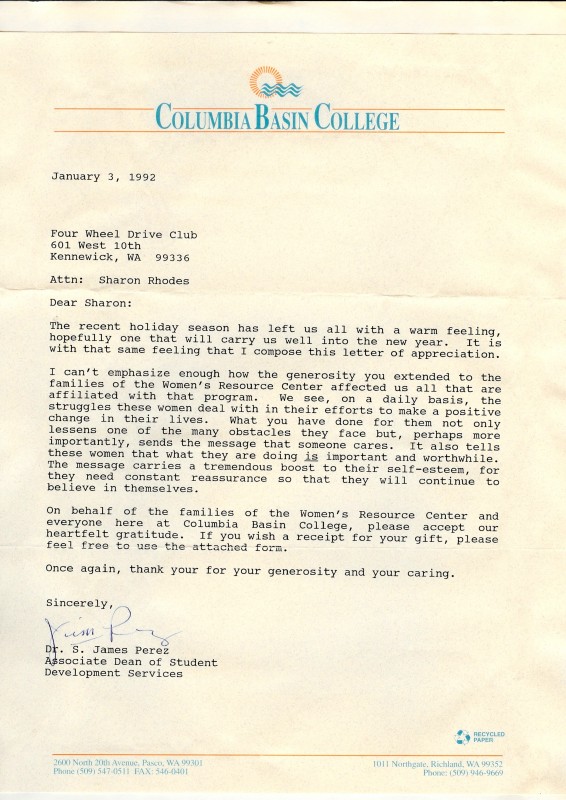 COLUMBIA BASIN COLLEGE
January 3, 1992
Four Wheel Drive Club
601 West 10th
Kennewick, WA  99336
Attn:  Sharon Rhodes
Dear Sharon:
The recent holiday season has left us all with a warm feeling,
hopefully one that will carry us well into the new year.  It is
with that same feeling that I compose this letter of appreciation.
I can't emphasize enough how the generosity you extended to the
families of the Women's Resource Center affected us all that are
affiliated with that program.  We see, on a daily basis, the
struggles these women deal with in their efforts to make a positive
change in their lives.  What you have done for them not only
lessens one of the many obstacles they face but, perhaps more
importantly, sends the message that someone cares.  It also tells
these women that what they are doing is important and worthwhile.
The message carries a tremendous boost to their self-esteem, for
they need constant reassurance so that they will continue to
believe in themselves.
On behalf of the families of the Women's Resource Center and
everyone here at Columbia Basin College, please accept our
heartfelt gratitude.  If you wish a receipt for your gift, please
feel free to use the attached form.
Once again, thank your for your generosity and your caring.
Sincerely,
Jim Perez
Dr. S. James Perez
Associate Dean of Student
Development Services
RECYCLED
PAPER
2600 North 20th Avenue, Pasco, WA 99301
Phone (509) 547-0511  FAX: 546-0401
1011 Northgate, Richland, WA 99352
Phone: (509) 946-9669